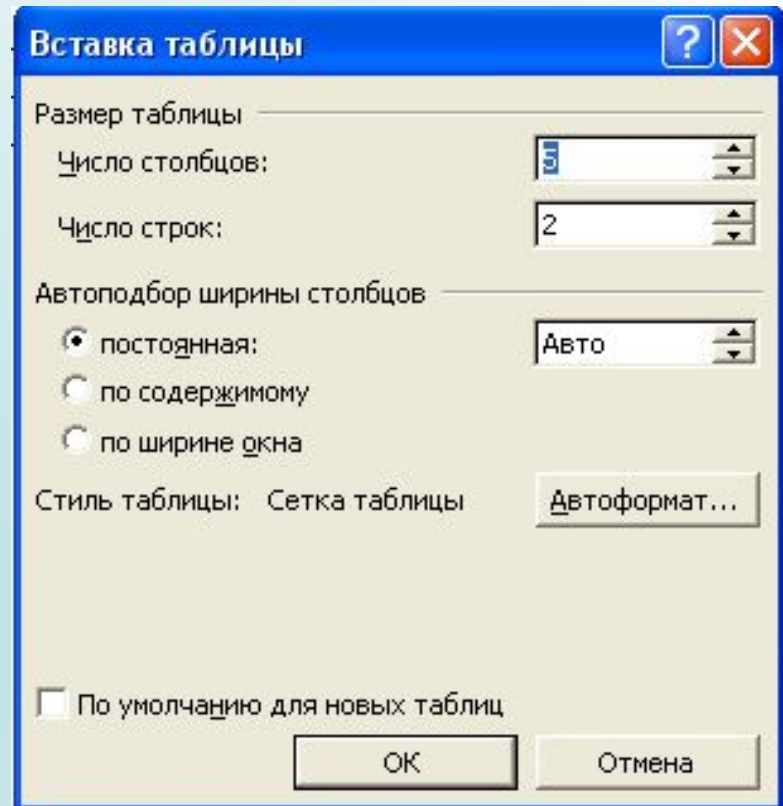 Вставка таблицы
Размер таблицы
Число столбцов: 5
Число строк: 2
Автоподбор ширины столбцов
постоянная: Авто
по содержимому
по ширине окна
Стиль таблицы: Сетка таблицы Автоформат...
По умолчанию для новых таблиц
ОК Отмена